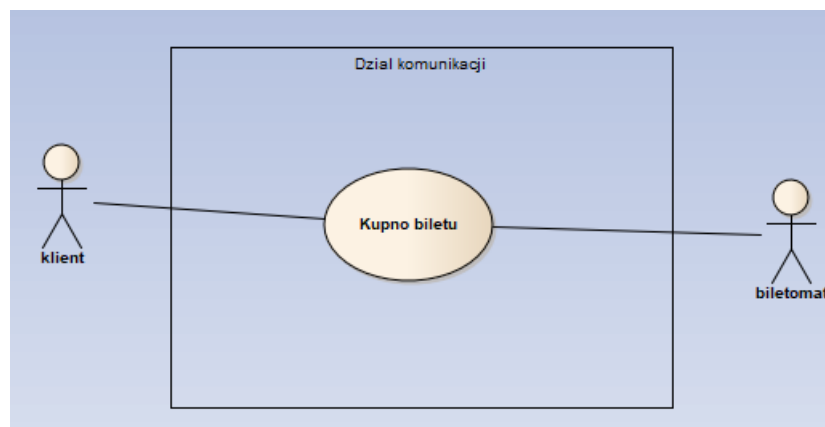 Dzial komunikacji
Kupno biletu
klient
biletomat